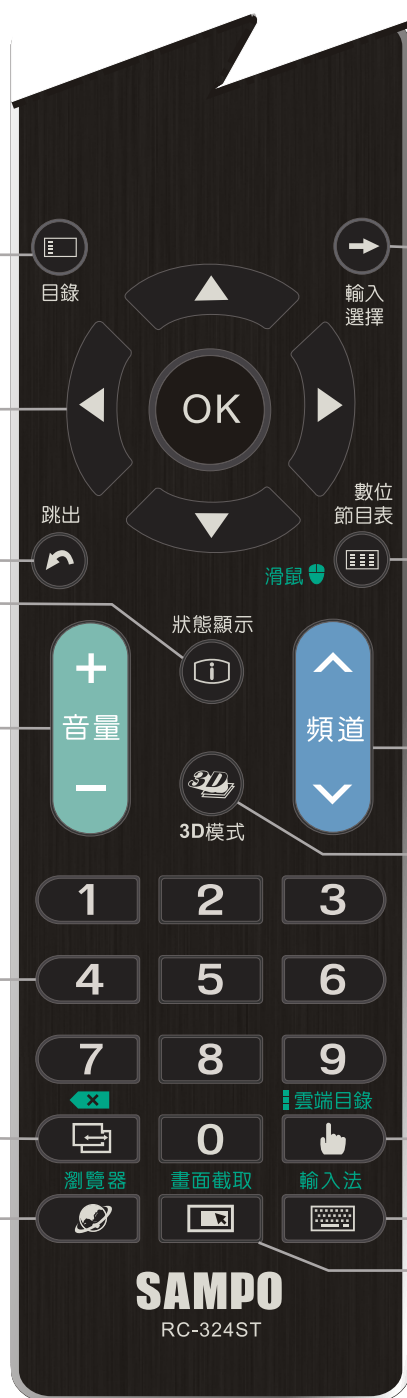 目錄
輸入
選擇
OK
跳出
數位
節目表
滑鼠
狀態顯示
+
音量
−
頻道
3D
3D模式
1 2 3
4 5 6
7 8 9
雲端目錄
0
瀏覽器 畫面截取 輸入法
SAMPO
RC-324ST